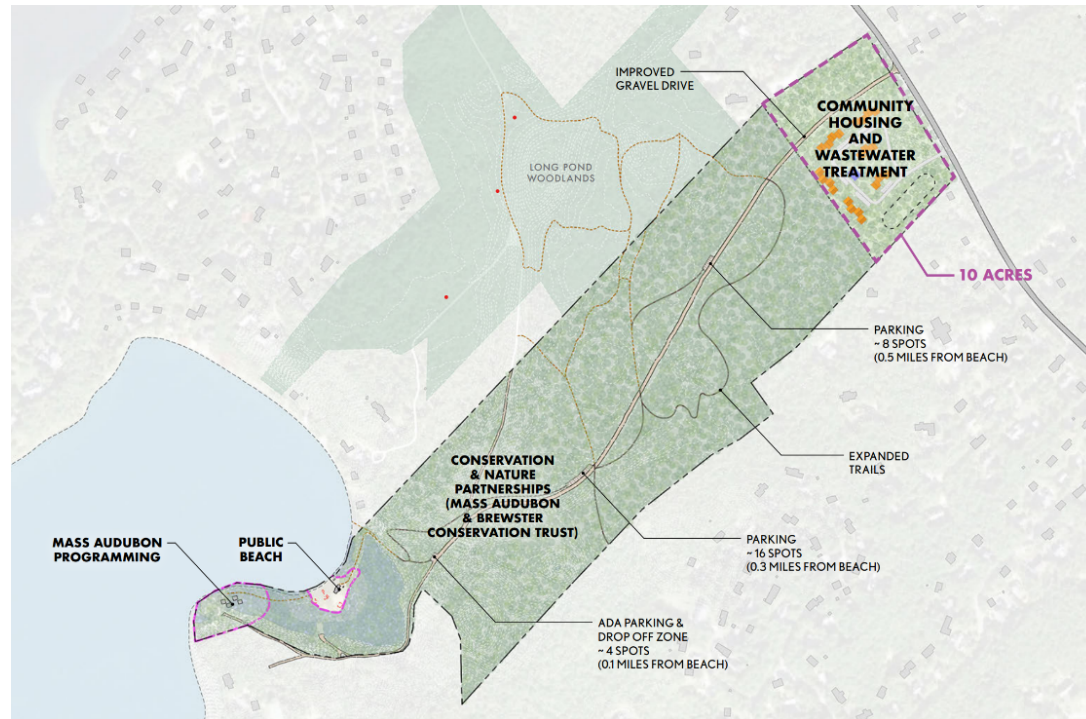 IMPROVED
GRAVEL DRIVE
COMMUNITY
HOUSING
AND
WASTEWATER
TREATMENT
LONG POND
WOODLANDS
10 ACRES
PARKING
~ 8 SPOTS
(0.5 MILES FROM BEACH)
EXPANDED
TRAILS
CONSERVATION
& NATURE
PARTNERSHIPS
(MASS AUDUBON
& BREWSTER
CONSERVATION TRUST)
MASS AUDUBON
PROGRAMMING
PUBLIC
BEACH
PARKING
~ 16 SPOTS
(0.3 MILES FROM BEACH)
ADA PARKING &
DROP OFF ZONE
~ 4 SPOTS
(0.1 MILES FROM BEACH)